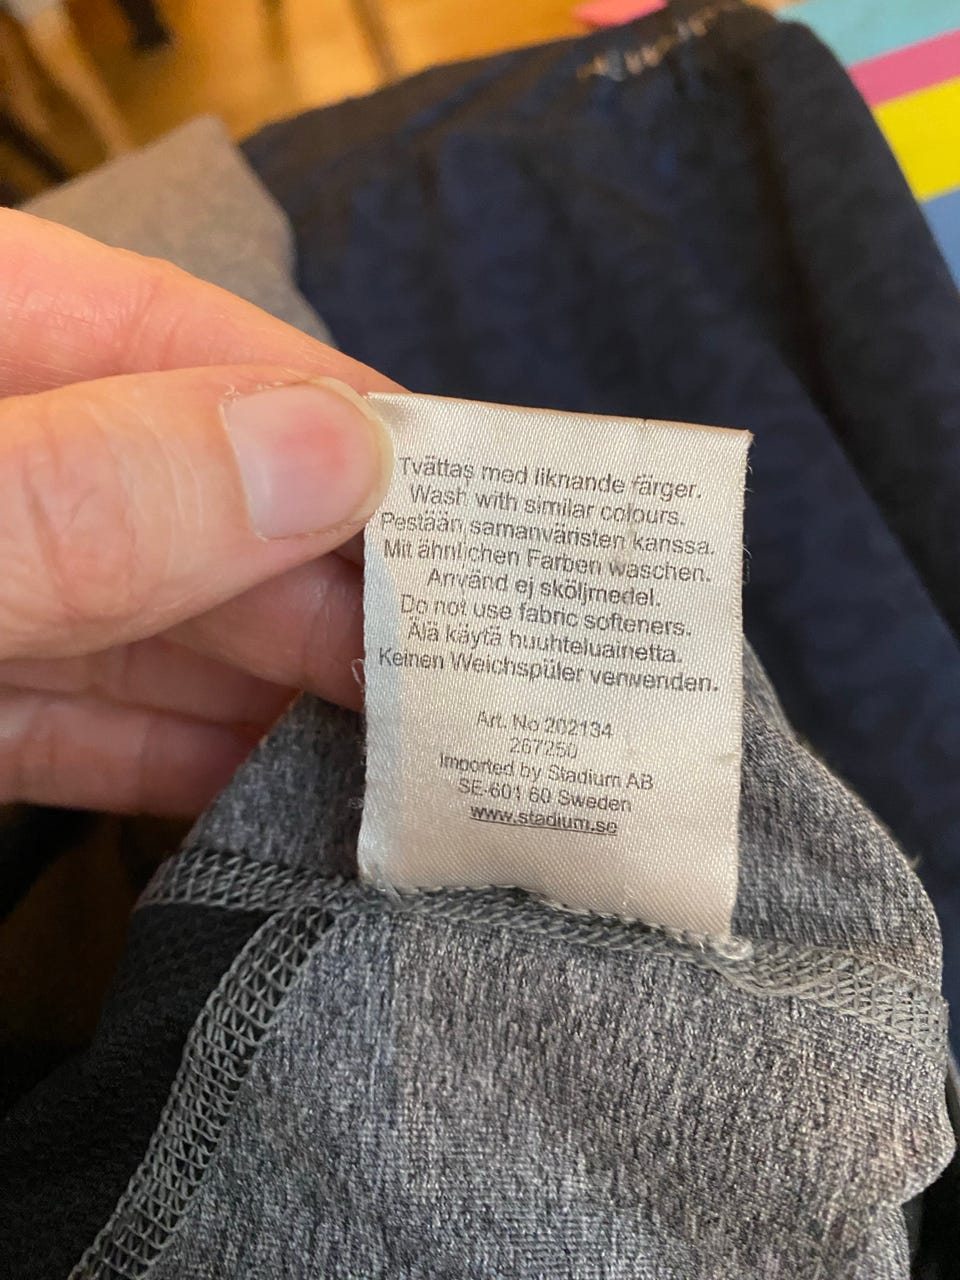 Tvättas med liknande färger.
Wash with similar colours.
Pestään samanväristen kanssa.
Mit ähnlichen Farben waschen.
Använd ej sköljmedel.
Do not use fabric softeners.
Älä käytä huuhteluainetta.
Keinen Weichspüler verwenden.
Art. No 202134
267250
Imported by Stadium AB
SE-601 60 Sweden
www.stadium.se